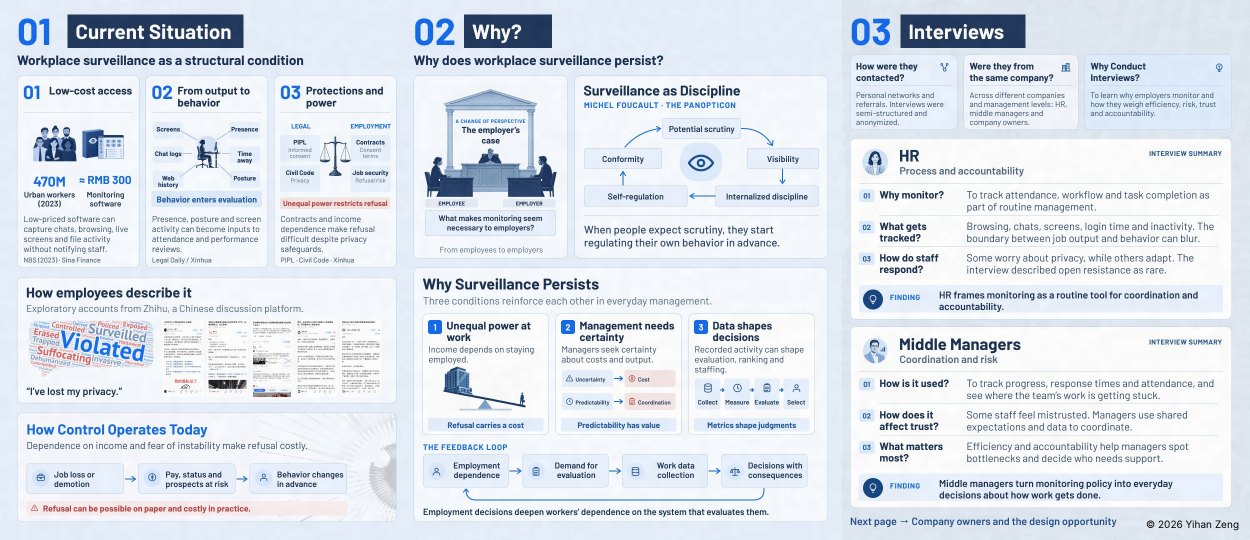 01 Current Situation
Workplace surveillance as a structural condition
01 Low-cost access
470M
Urban workers
(2023)
≈ RMB 300
Monitoring
software
Low-priced software can
capture chats, browsing, live
screens and file activity
without notifying staff.
NBS (2023) · Sina Finance
02 From output to
behavior
Screens
Presence
Chat logs
Time
away
Web
history
Posture
Behavior enters evaluation
Presence, posture and screen
activity can become inputs to
attendance and performance
reviews.
Legal Daily / Xinhua
03 Protections and
power
LEGAL
EMPLOYMENT
PIPL
Informed
consent
Contracts
Consent
terms
Civil Code
Privacy
Job security
Refusal risk
Unequal power restricts refusal
Contracts and income
dependence make refusal
difficult despite privacy
safeguards.
PIPL · Civil Code · Xinhua
How employees describe it
Exploratory accounts from Zhihu, a Chinese discussion platform.
Controlled
Policed
Exposed
Erased
Surveilled
Trapped
Violated
Suffocating
Dehumanized
Invasive
"I've lost my privacy."
How Control Operates Today
Dependence on income and fear of instability make refusal costly.
Job loss or
demotion
Pay, status and
prospects at risk
Behavior changes
in advance
Refusal can be possible on paper and costly in practice.
02 Why?
Why does workplace surveillance persist?
A CHANGE OF PERSPECTIVE
The employer's
case
EMPLOYEE
EMPLOYER
What makes monitoring seem
necessary to employers?
From employees to employers
Surveillance as Discipline
MICHEL FOUCAULT · THE PANOPTICON
Potential scrutiny
Conformity
Visibility
Self-regulation
Internalized discipline
When people expect scrutiny, they start
regulating their own behavior in advance.
Why Surveillance Persists
Three conditions reinforce each other in everyday management.
1 Unequal power at
work
Income depends on staying
employed.
Refusal carries a cost
2 Management needs
certainty
Managers seek certainty
about costs and output.
Uncertainty
Cost
Predictability
Coordination
Predictability has value
3 Data shapes
decisions
Recorded activity can shape
evaluation, ranking and
staffing.
Collect
Measure
Evaluate
Select
Metrics shape judgments
THE FEEDBACK LOOP
Employment
dependence
Demand for
evaluation
Work data
collection
Decisions with
consequences
Employment decisions deepen workers' dependence on the system that evaluates them.
03 Interviews
How were they
contacted?
Personal networks and
referrals. Interviews were
semi-structured and
anonymized.
Were they from
the same company?
Across different companies
and management levels: HR,
middle managers and
company owners.
Why Conduct
Interviews?
To learn why employers monitor and
how they weigh efficiency, risk, trust
and accountability.
HR
Process and accountability
INTERVIEW SUMMARY
01 Why monitor?
To track attendance, workflow and task completion as
part of routine management.
02 What gets
tracked?
Browsing, chats, screens, login time and inactivity. The
boundary between job output and behavior can blur.
03 How do staff
respond?
Some worry about privacy, while others adapt. The
interview described open resistance as rare.
FINDING
HR frames monitoring as a routine tool for coordination and
accountability.
Middle Managers
Coordination and risk
INTERVIEW SUMMARY
01 How is it used?
To track progress, response times and attendance, and
see where the team's work is getting stuck.
02 How does it
affect trust?
Some staff feel mistrusted. Managers use shared
expectations and data to coordinate.
03 What matters
most?
Efficiency and accountability help managers spot
bottlenecks and decide who needs support.
FINDING
Middle managers turn monitoring policy into everyday
decisions about how work gets done.
Next page → Company owners and the design opportunity
© 2026 Yihan Zeng